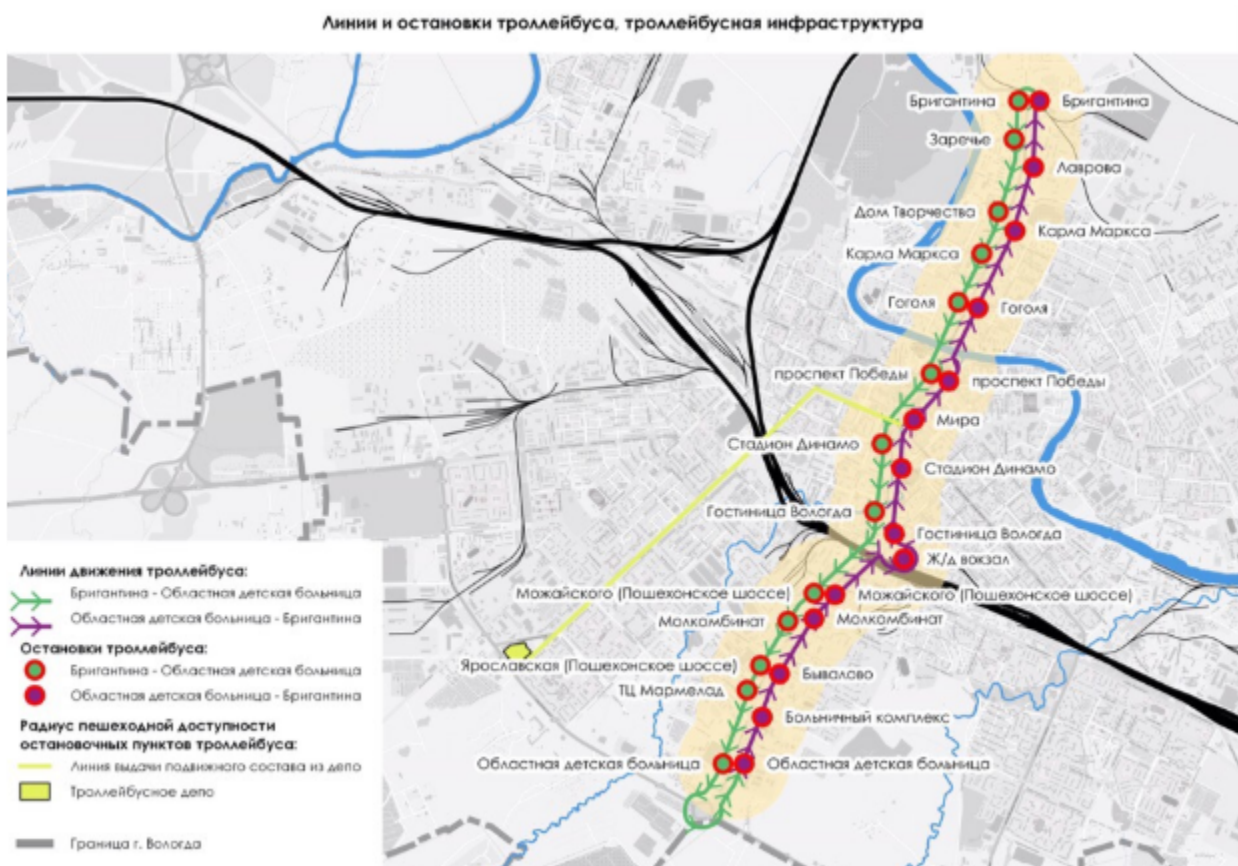 Линии и остановки троллейбуса, троллейбусная инфраструктура
Бригантина
Бригантина
Заречье
Лаврова
Дом Творчества
Карла Маркса
Карла Маркса
Гоголя
Гоголя
проспект Победы
проспект Победы
Мира
Стадион Динамо
Стадион Динамо
Гостиница Вологда
Гостиница Вологда
Ж/д вокзал
Можайского (Пошехонское шоссе)
Можайского (Пошехонское шоссе)
Молкомбинат
Молкомбинат
Ярославская (Пошехонское шоссе)
Бывалово
ТЦ Мармелад
Больничный комплекс
Областная детская больница
Областная детская больница
Линии движения троллейбуса:
Бригантина - Областная детская больница
Областная детская больница - Бригантина
Остановки троллейбуса:
Бригантина - Областная детская больница
Областная детская больница - Бригантина
Радиус пешеходной доступности
остановочных пунктов троллейбуса:
Линия выдачи подвижного состава из депо
Троллейбусное депо
Граница г. Вологда